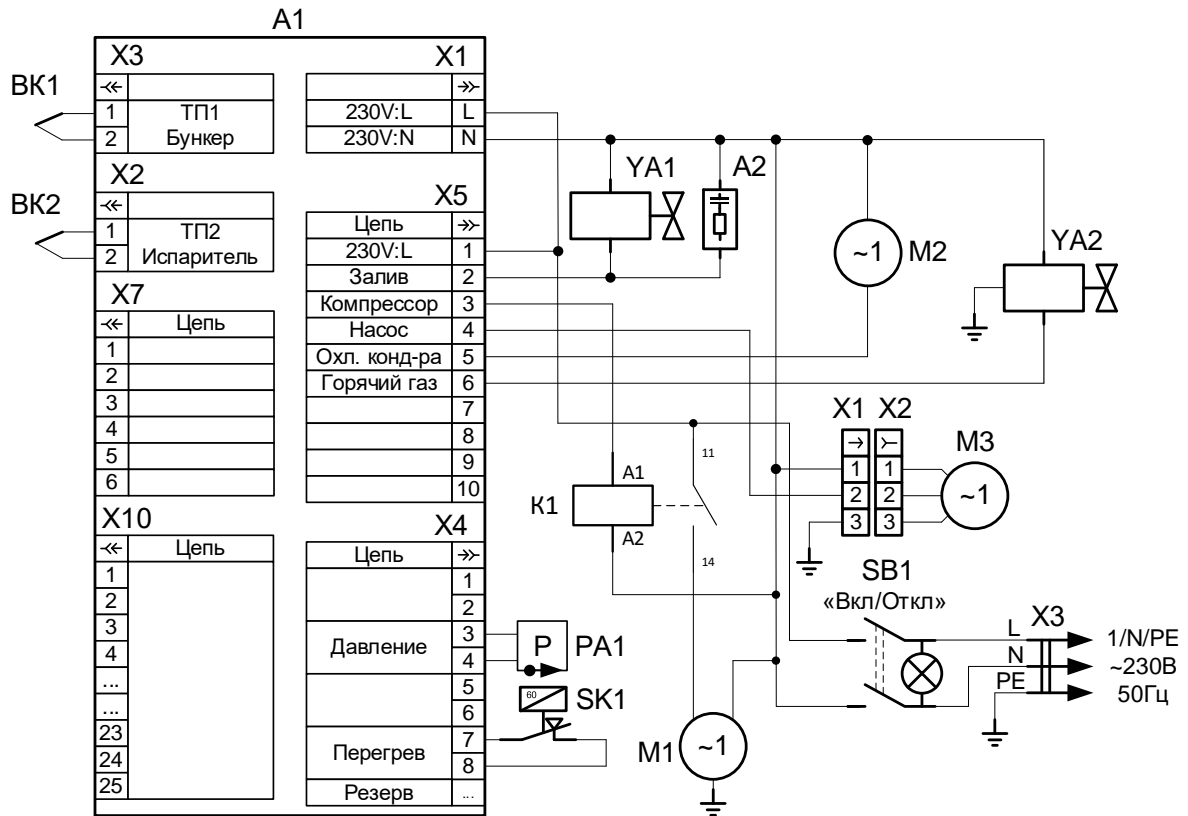 A1
X3
X1
BK1
1 ТП1
2 Бункер
230V:L L
230V:N N
X2
BK2
1 ТП2
2 Испаритель
X5
Цепь
230V:L 1
Залив 2
Компрессор 3
Насос 4
Охл. конд-ра 5
Горячий газ 6
7
8
9
10
X7
Цепь
1
2
3
4
5
6
X10
Цепь
1
2
3
4
...
...
23
24
25
X4
Цепь
1
2
Давление 3
4
5
6
Перегрев 7
8
Резерв ...
YA1
A2
~1 M2
YA2
X1 X2
M3
1 1
2 2
3 3
~1
11
A1
K1
A2
14
P PA1
60
SK1
M1 ~1
SB1
«Вкл/Откл»
X3
L 1/N/PE
N ~230В
PE 50Гц